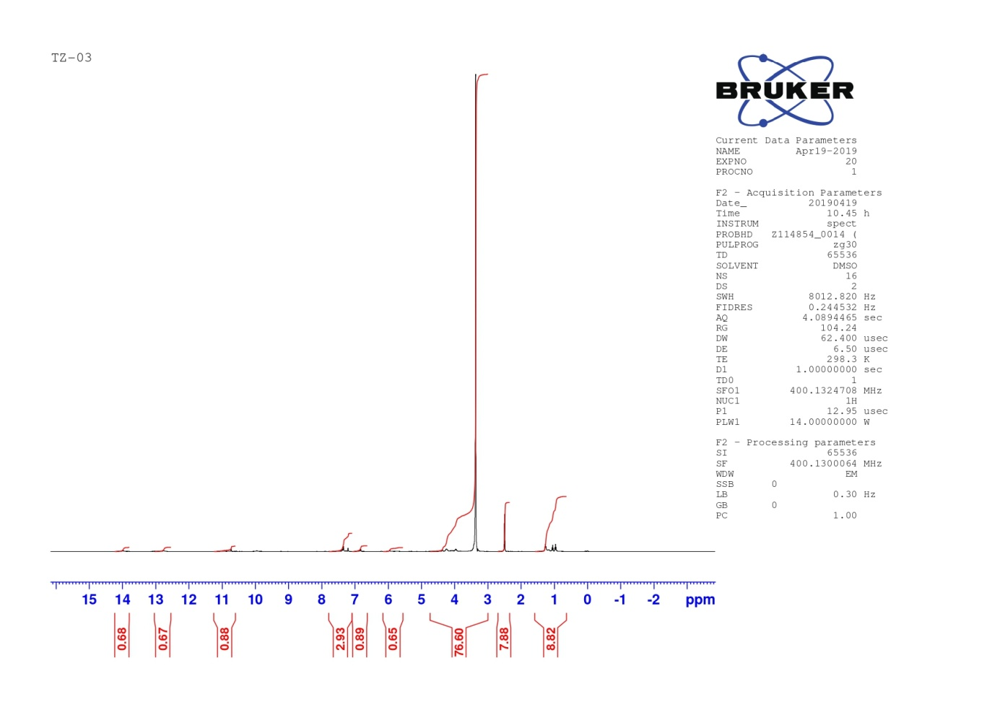 TZ-03
BRUKER
Current Data Parameters
NAME Apr19-2019
EXPNO 20
PROCNO 1
F2 - Acquisition Parameters
Date_ 20190419
Time 10.45 h
INSTRUM spect
PROBHD Z114854_0014 (
PULPROG zg30
TD 65536
SOLVENT DMSO
NS 16
DS 2
SWH 8012.820 Hz
FIDRES 0.244532 Hz
AQ 4.0894465 sec
RG 104.24
DW 62.400 usec
DE 6.50 usec
TE 298.3 K
D1 1.00000000 sec
TD0 1
SFO1 400.1324708 MHz
NUC1 1H
P1 12.95 usec
PLW1 14.00000000 W
F2 - Processing parameters
SI 65536
SF 400.1300064 MHz
WDW EM
SSB 0
LB 0.30 Hz
GB 0
PC 1.00
15 14 13 12 11 10 9 8 7 6 5 4 3 2 1 0 -1 -2 ppm
0.68 0.67 0.88 2.93 0.89 0.65 76.60 7.88 8.82